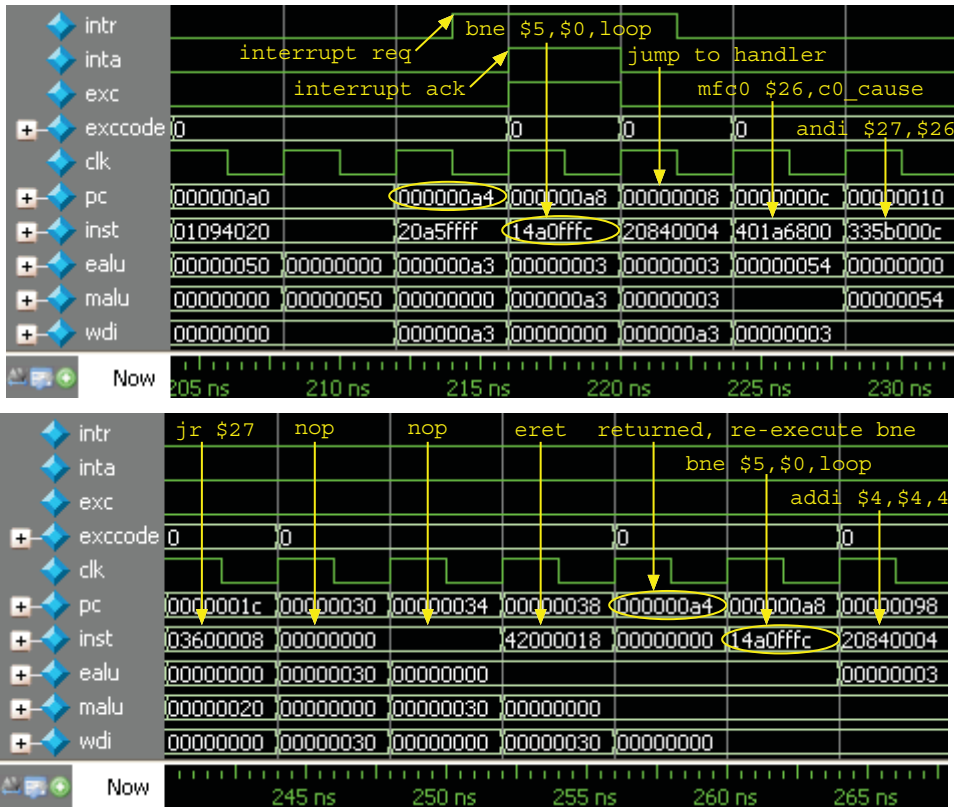 intr
bne $5,$0,loop
interrupt req
inta
jump to handler
exc
interrupt ack
mfc0 $26,c0_cause
exccode 0 0 0 0
andi $27,$26
clk
pc 000000a0 000000a4 000000a8 00000008 0000000c 00000010
inst 01094020 20a5ffff 14a0fffc 20840004 401a6800 335b000c
ealu 00000050 00000000 000000a3 00000003 00000003 00000054 00000000
malu 00000000 00000050 00000000 000000a3 00000003 00000054
wdi 00000000 000000a3 00000000 000000a3 00000003
Now 205 ns 210 ns 215 ns 220 ns 225 ns 230 ns
intr jr $27 nop nop eret returned, re-execute bne
inta bne $5,$0,loop
exc addi $4,$4,4
exccode 0 0 0 0
clk
pc 0000001c 00000030 00000034 00000038 000000a4 000000a8 00000098
inst 03600008 00000000 42000018 00000000 14a0fffc 20840004
ealu 00000000 00000030 00000000 00000003
malu 00000020 00000000 00000030 00000000
wdi 00000000 00000030 00000000 00000030 00000000
Now 245 ns 250 ns 255 ns 260 ns 265 ns